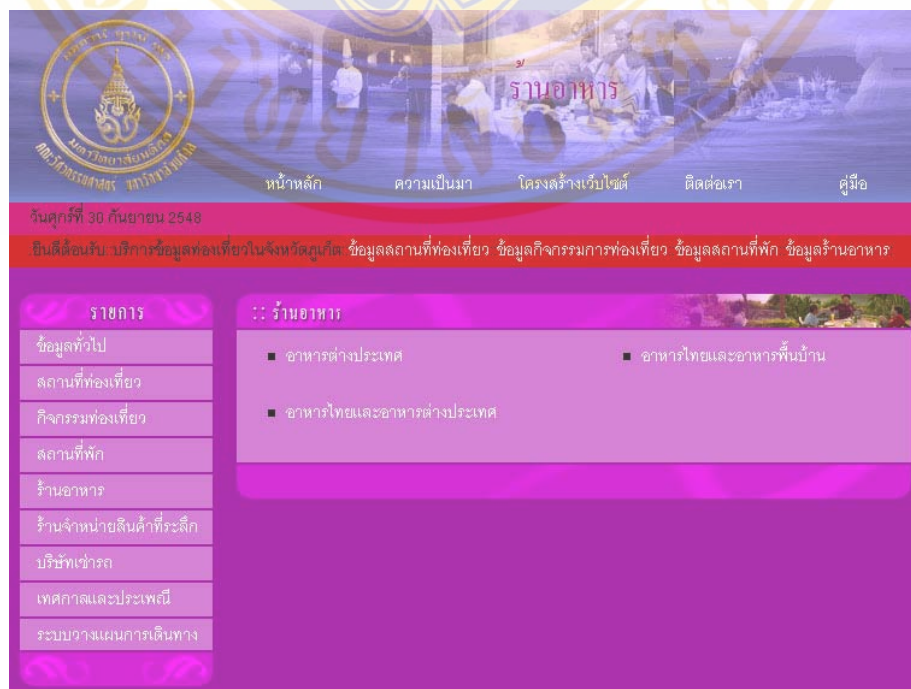 ร้านอาหาร
หน้าหลัก ความเป็นมา โครงสร้างเว็บไซต์ ติดต่อเรา คู่มือ
วันศุกร์ที่ 30 กันยายน 2548
ยินดีต้อนรับ::บริการข้อมูลท่องเที่ยวในจังหวัดภูเก็ต: ข้อมูลสถานที่ท่องเที่ยว ข้อมูลกิจกรรมการท่องเที่ยว ข้อมูลสถานที่พัก ข้อมูลร้านอาหาร
รายการ
ข้อมูลทั่วไป
สถานที่ท่องเที่ยว
กิจกรรมท่องเที่ยว
สถานที่พัก
ร้านอาหาร
ร้านจำหน่ายสินค้าที่ระลึก
บริษัทเช่ารถ
เทศกาลและประเพณี
ระบบวางแผนการเดินทาง
:: ร้านอาหาร
อาหารต่างประเทศ
อาหารไทยและอาหารพื้นบ้าน
อาหารไทยและอาหารต่างประเทศ